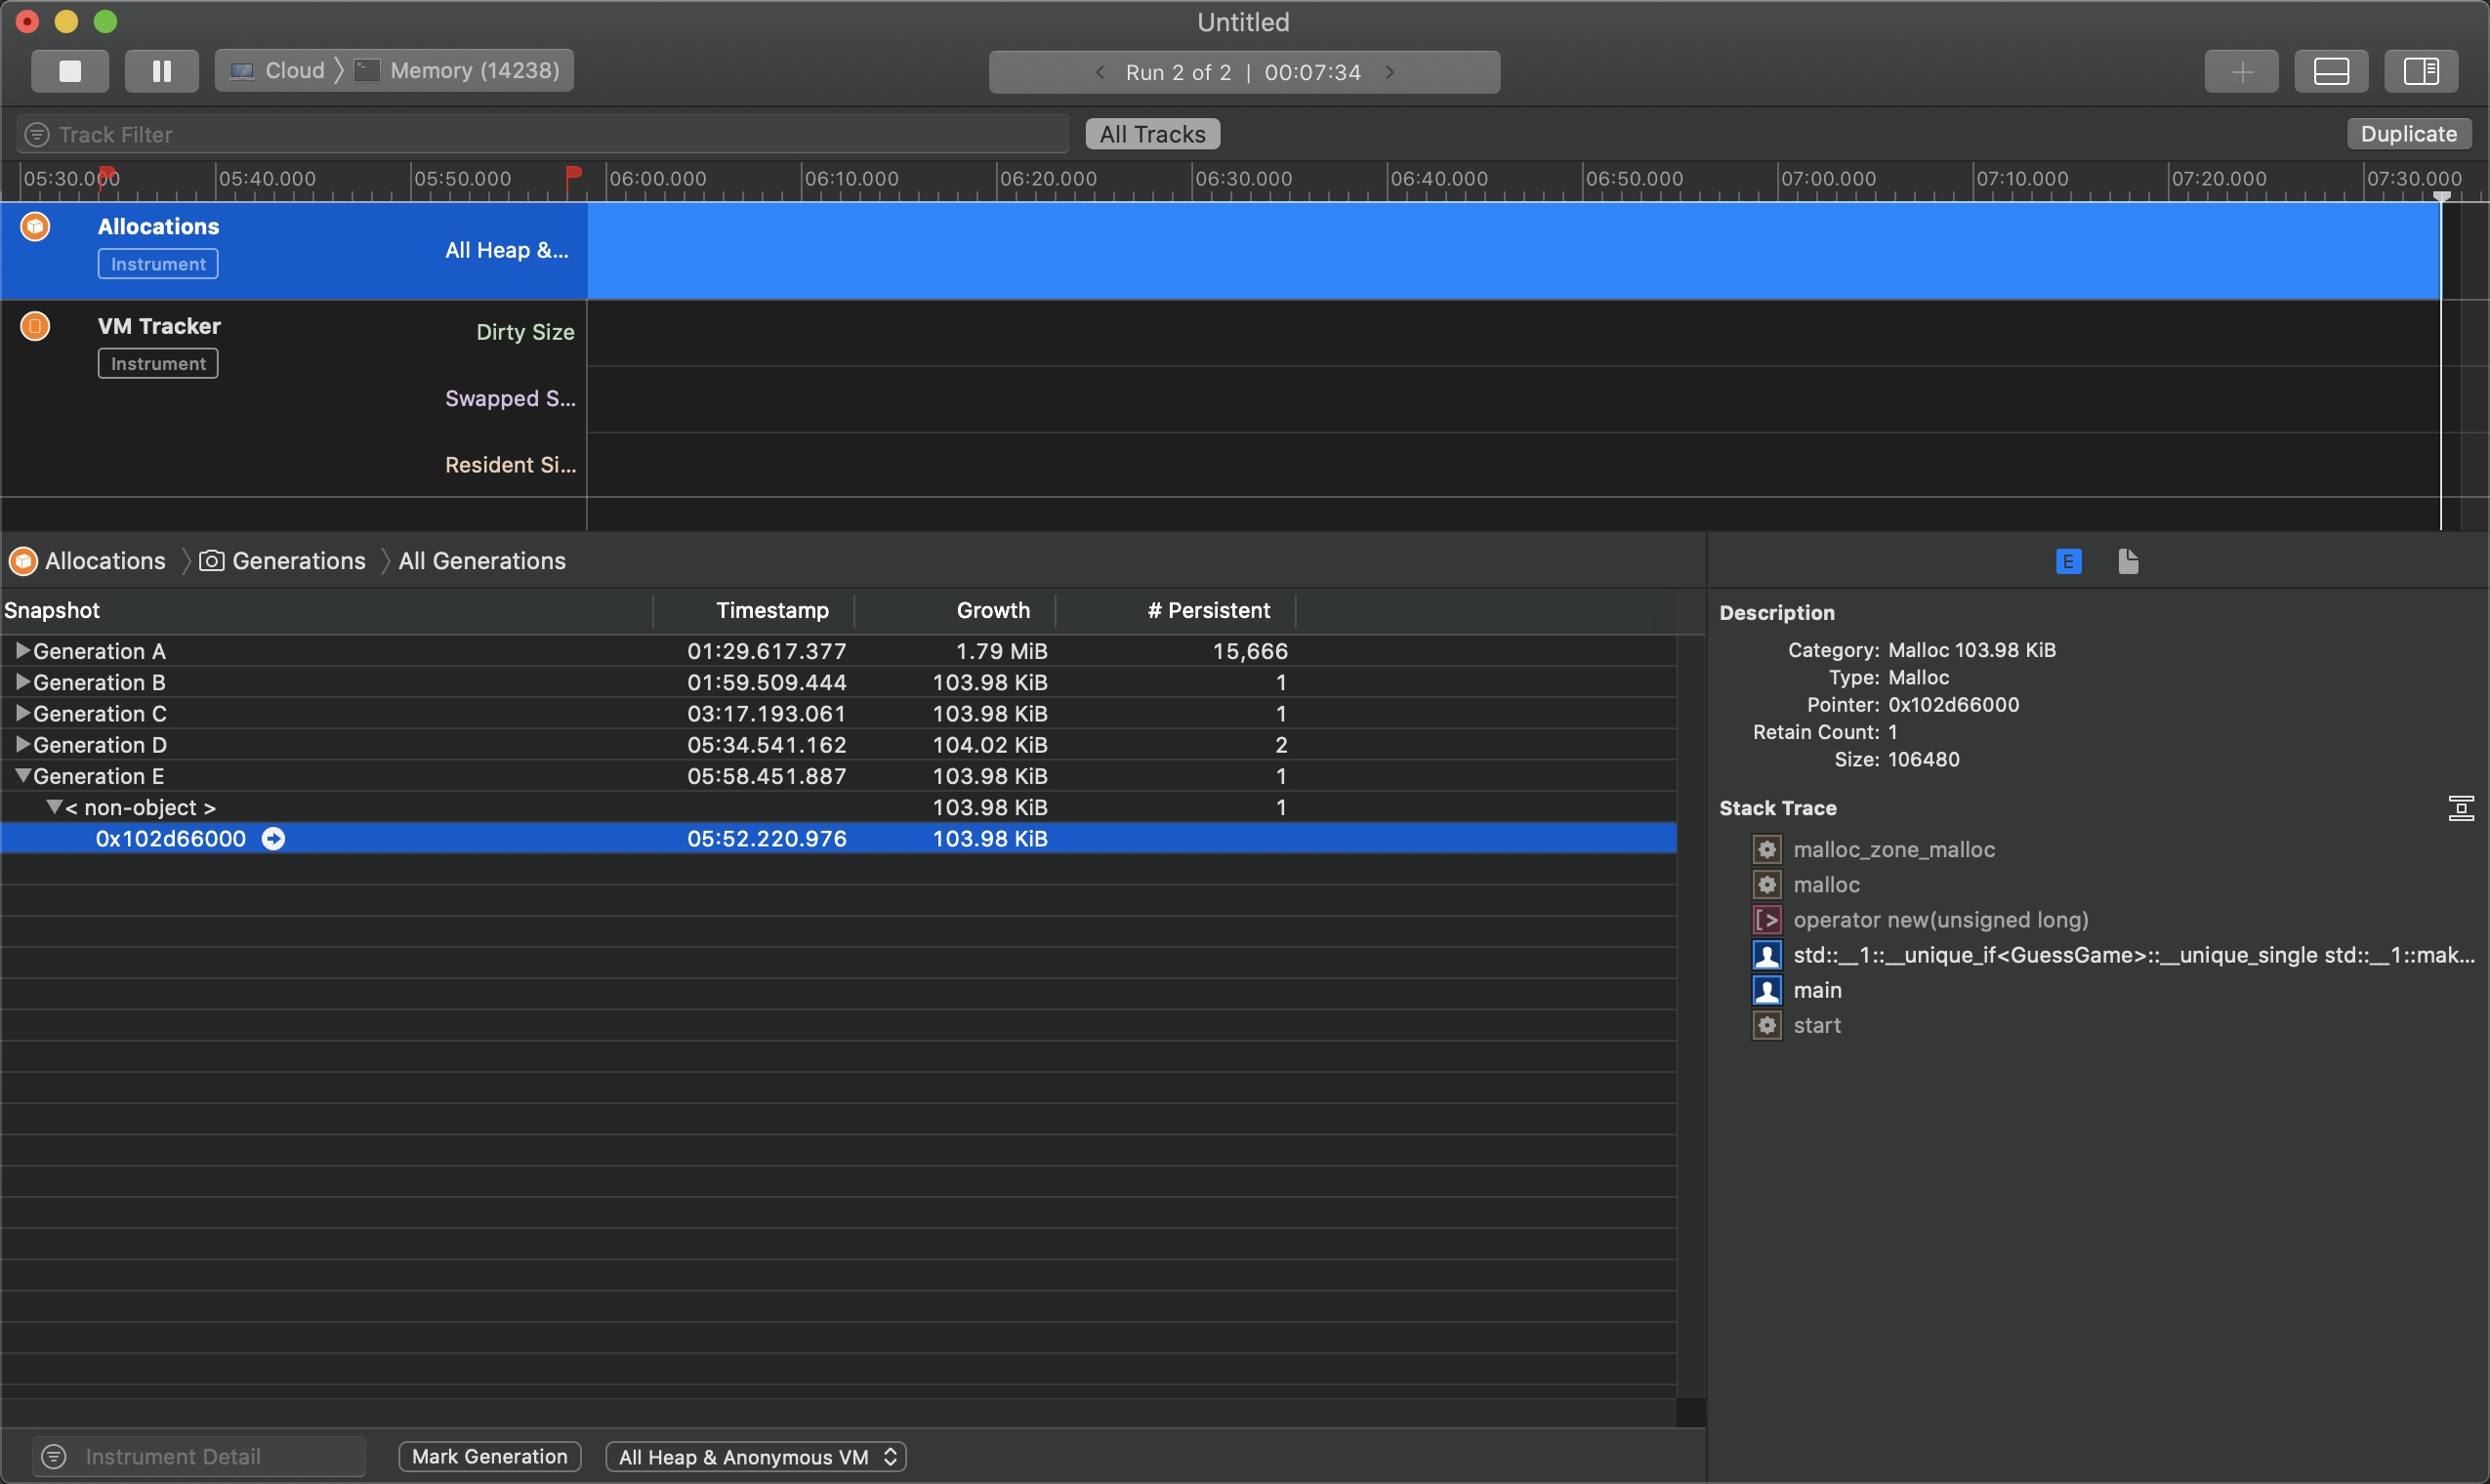 Untitled
Cloud Memory (14238)
Run 2 of 2 | 00:07:34
Track Filter
All Tracks
Duplicate
05:30.000 05:40.000 05:50.000 06:00.000 06:10.000 06:20.000 06:30.000 06:40.000 06:50.000 07:00.000 07:10.000 07:20.000 07:30.000
Allocations
Instrument
All Heap &...
VM Tracker
Instrument
Dirty Size
Swapped S...
Resident Si...
Allocations Generations All Generations
E
Snapshot Timestamp Growth # Persistent
Generation A 01:29.617.377 1.79 MiB 15,666
Generation B 01:59.509.444 103.98 KiB 1
Generation C 03:17.193.061 103.98 KiB 1
Generation D 05:34.541.162 104.02 KiB 2
Generation E 05:58.451.887 103.98 KiB 1
< non-object > 103.98 KiB 1
0x102d66000 05:52.220.976 103.98 KiB
Description
Category: Malloc 103.98 KiB
Type: Malloc
Pointer: 0x102d66000
Retain Count: 1
Size: 106480
Stack Trace
malloc_zone_malloc
malloc
operator new(unsigned long)
std::__1::__unique_if<GuessGame>::__unique_single std::__1::mak...
main
start
Instrument Detail
Mark Generation
All Heap & Anonymous VM